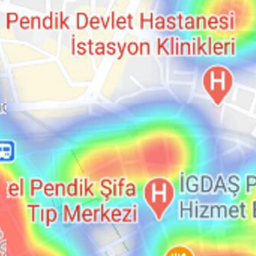 Pendik Devlet Hastanesi
İstasyon Klinikleri
H
el Pendik Şifa
Tıp Merkezi
H
İGDAŞ P
Hizmet B